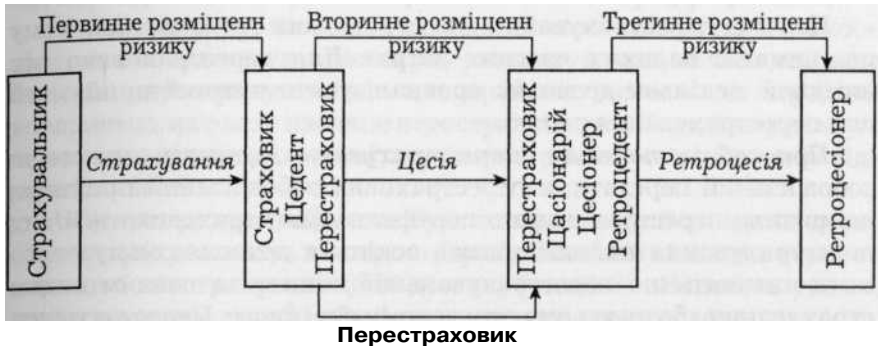 Первинне розміщенн
ризику
Вторинне розміщенн
ризику
Третинне розміщенн
ризику
Страхувальник
Страхування
Страховик
Цедент
Перестраховик
Цесія
Перестраховик
Пасіпарій
Цесіонер
Ретроцедент
Ретроцесія
Ретроцесіонер
Перестраховик